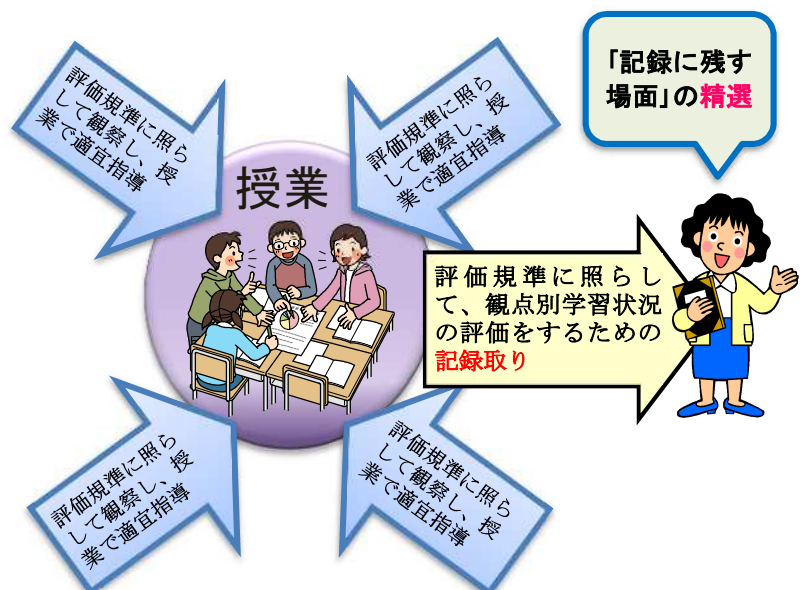 評価規準に照ら
して観察し、授
業で適宜指導
評価規準に照ら
して観察し、授
業で適宜指導
「記録に残す
場面」の精選
授業
評価規準に照らし
て、観点別学習状況
の評価をするための
記録取り
評価規準に照ら
して観察し、授
業で適宜指導
評価規準に照ら
して観察し、授
業で適宜指導